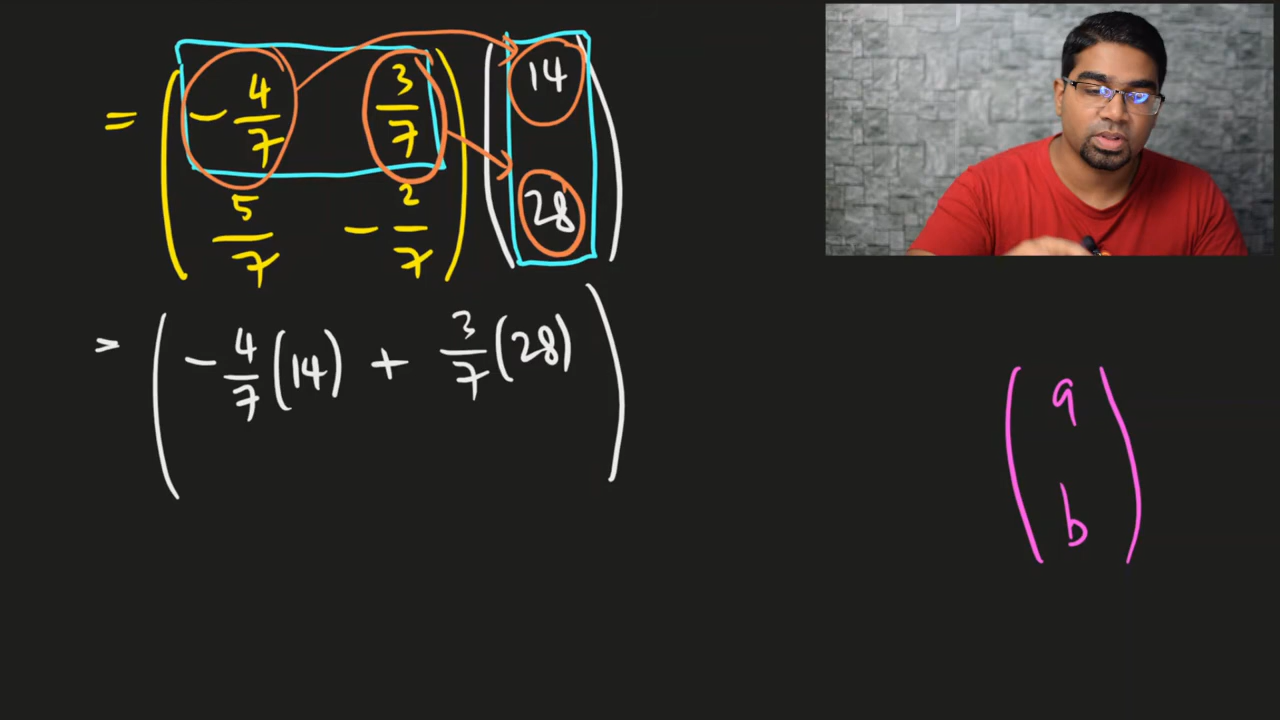 = ( -4/7 3/7 ) ( 14 )
( 5/7 -2/7 ) ( 28 )
= ( -4/7 (14) + 3/7 (28) )
( a )
( b )